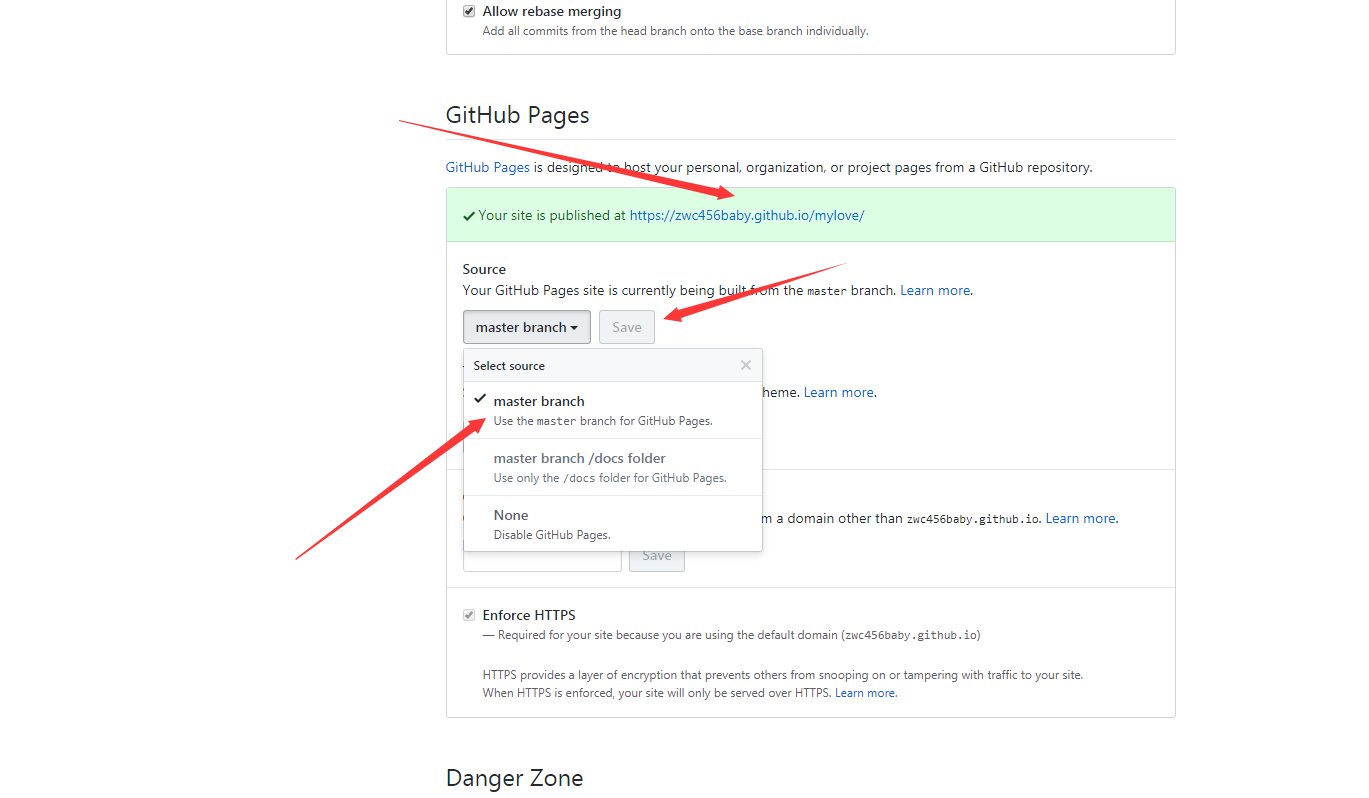 Allow rebase merging
Add all commits from the head branch onto the base branch individually.
GitHub Pages
GitHub Pages is designed to host your personal, organization, or project pages from a GitHub repository.
Your site is published at https://zwc456baby.github.io/mylove/
Source
Your GitHub Pages site is currently being built from the master branch. Learn more.
master branch Save
Select source
master branch
heme. Learn more.
Use the master branch for GitHub Pages.
master branch /docs folder
Use only the /docs folder for GitHub Pages.
None
m a domain other than zwc456baby.github.io. Learn more.
Disable GitHub Pages.
Save
Enforce HTTPS
— Required for your site because you are using the default domain (zwc456baby.github.io)
HTTPS provides a layer of encryption that prevents others from snooping on or tampering with traffic to your site.
When HTTPS is enforced, your site will only be served over HTTPS. Learn more.
Danger Zone